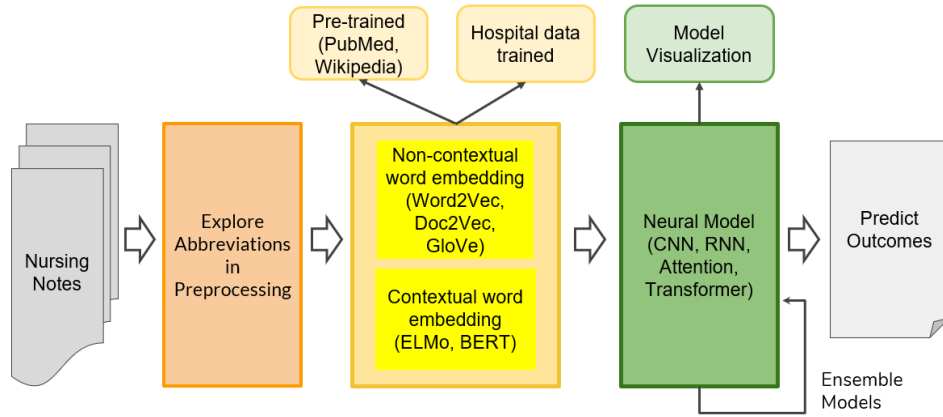 Pre-trained
(PubMed,
Wikipedia)
Hospital data
trained
Model
Visualization
Nursing
Notes
Explore
Abbreviations
in
Preprocessing
Non-contextual
word embedding
(Word2Vec,
Doc2Vec,
GloVe)
Contextual word
embedding
(ELMo, BERT)
Neural Model
(CNN, RNN,
Attention,
Transformer)
Predict
Outcomes
Ensemble
Models